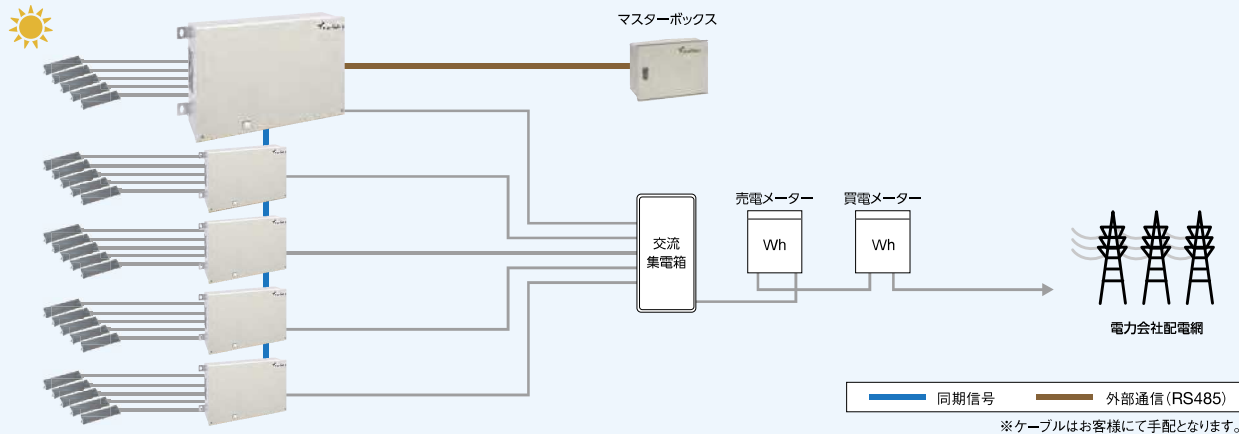 マスターボックス
売電メーター
買電メーター
Wh
Wh
交流
集電箱
電力会社配電網
同期信号
外部通信(RS485)
※ケーブルはお客様にて手配となります。